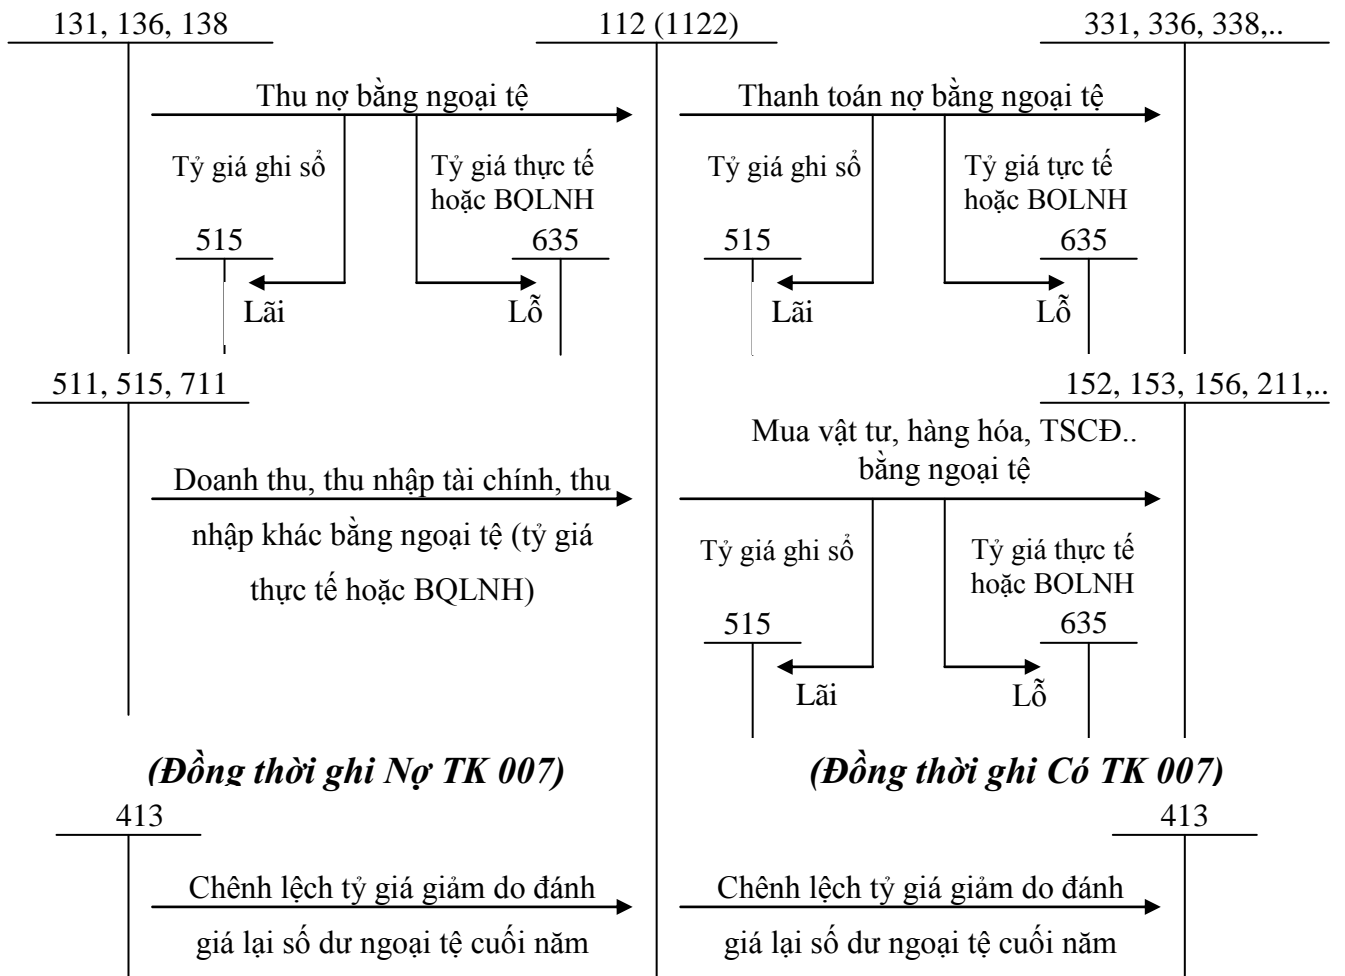 131, 136, 138
112 (1122)
331, 336, 338,..
Thu nợ bằng ngoại tệ
Thanh toán nợ bằng ngoại tệ
Tỷ giá ghi sổ
Tỷ giá thực tế
hoặc BQLNH
Tỷ giá ghi sổ
Tỷ giá tực tế
hoặc BQLNH
515
635
515
635
Lãi
Lỗ
Lãi
Lỗ
511, 515, 711
152, 153, 156, 211,..
Mua vật tư, hàng hóa, TSCĐ..
bằng ngoại tệ
Doanh thu, thu nhập tài chính, thu
nhập khác bằng ngoại tệ (tỷ giá
thực tế hoặc BQLNH)
Tỷ giá ghi sổ
Tỷ giá thực tế
hoặc BQLNH
515
635
Lãi
Lỗ
(Đồng thời ghi Nợ TK 007)
(Đồng thời ghi Có TK 007)
413
413
Chênh lệch tỷ giá giảm do đánh
giá lại số dư ngoại tệ cuối năm
Chênh lệch tỷ giá giảm do đánh
giá lại số dư ngoại tệ cuối năm